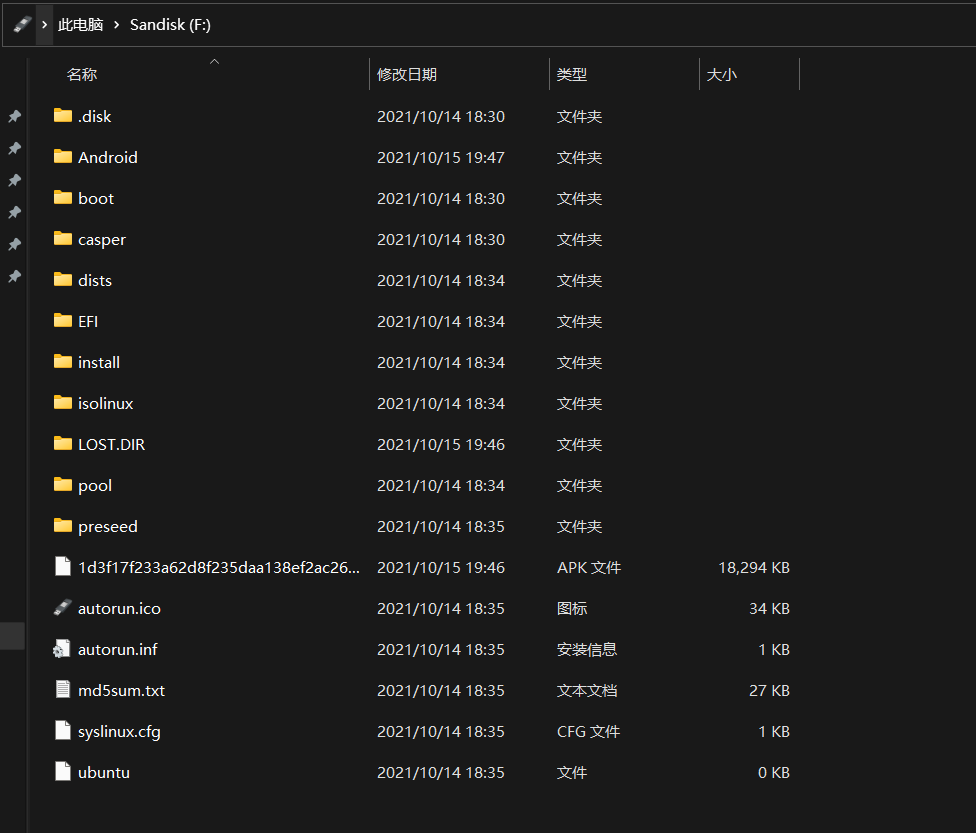 此电脑 Sandisk (F:)
名称 修改日期 类型 大小
.disk 2021/10/14 18:30 文件夹
Android 2021/10/15 19:47 文件夹
boot 2021/10/14 18:30 文件夹
casper 2021/10/14 18:30 文件夹
dists 2021/10/14 18:34 文件夹
EFI 2021/10/14 18:34 文件夹
install 2021/10/14 18:34 文件夹
isolinux 2021/10/14 18:34 文件夹
LOST.DIR 2021/10/15 19:46 文件夹
pool 2021/10/14 18:34 文件夹
preseed 2021/10/14 18:35 文件夹
1d3f17f233a62d8f235daa138ef2ac26... 2021/10/15 19:46 APK 文件 18,294 KB
autorun.ico 2021/10/14 18:35 图标 34 KB
autorun.inf 2021/10/14 18:35 安装信息 1 KB
md5sum.txt 2021/10/14 18:35 文本文档 27 KB
syslinux.cfg 2021/10/14 18:35 CFG 文件 1 KB
ubuntu 2021/10/14 18:35 文件 0 KB